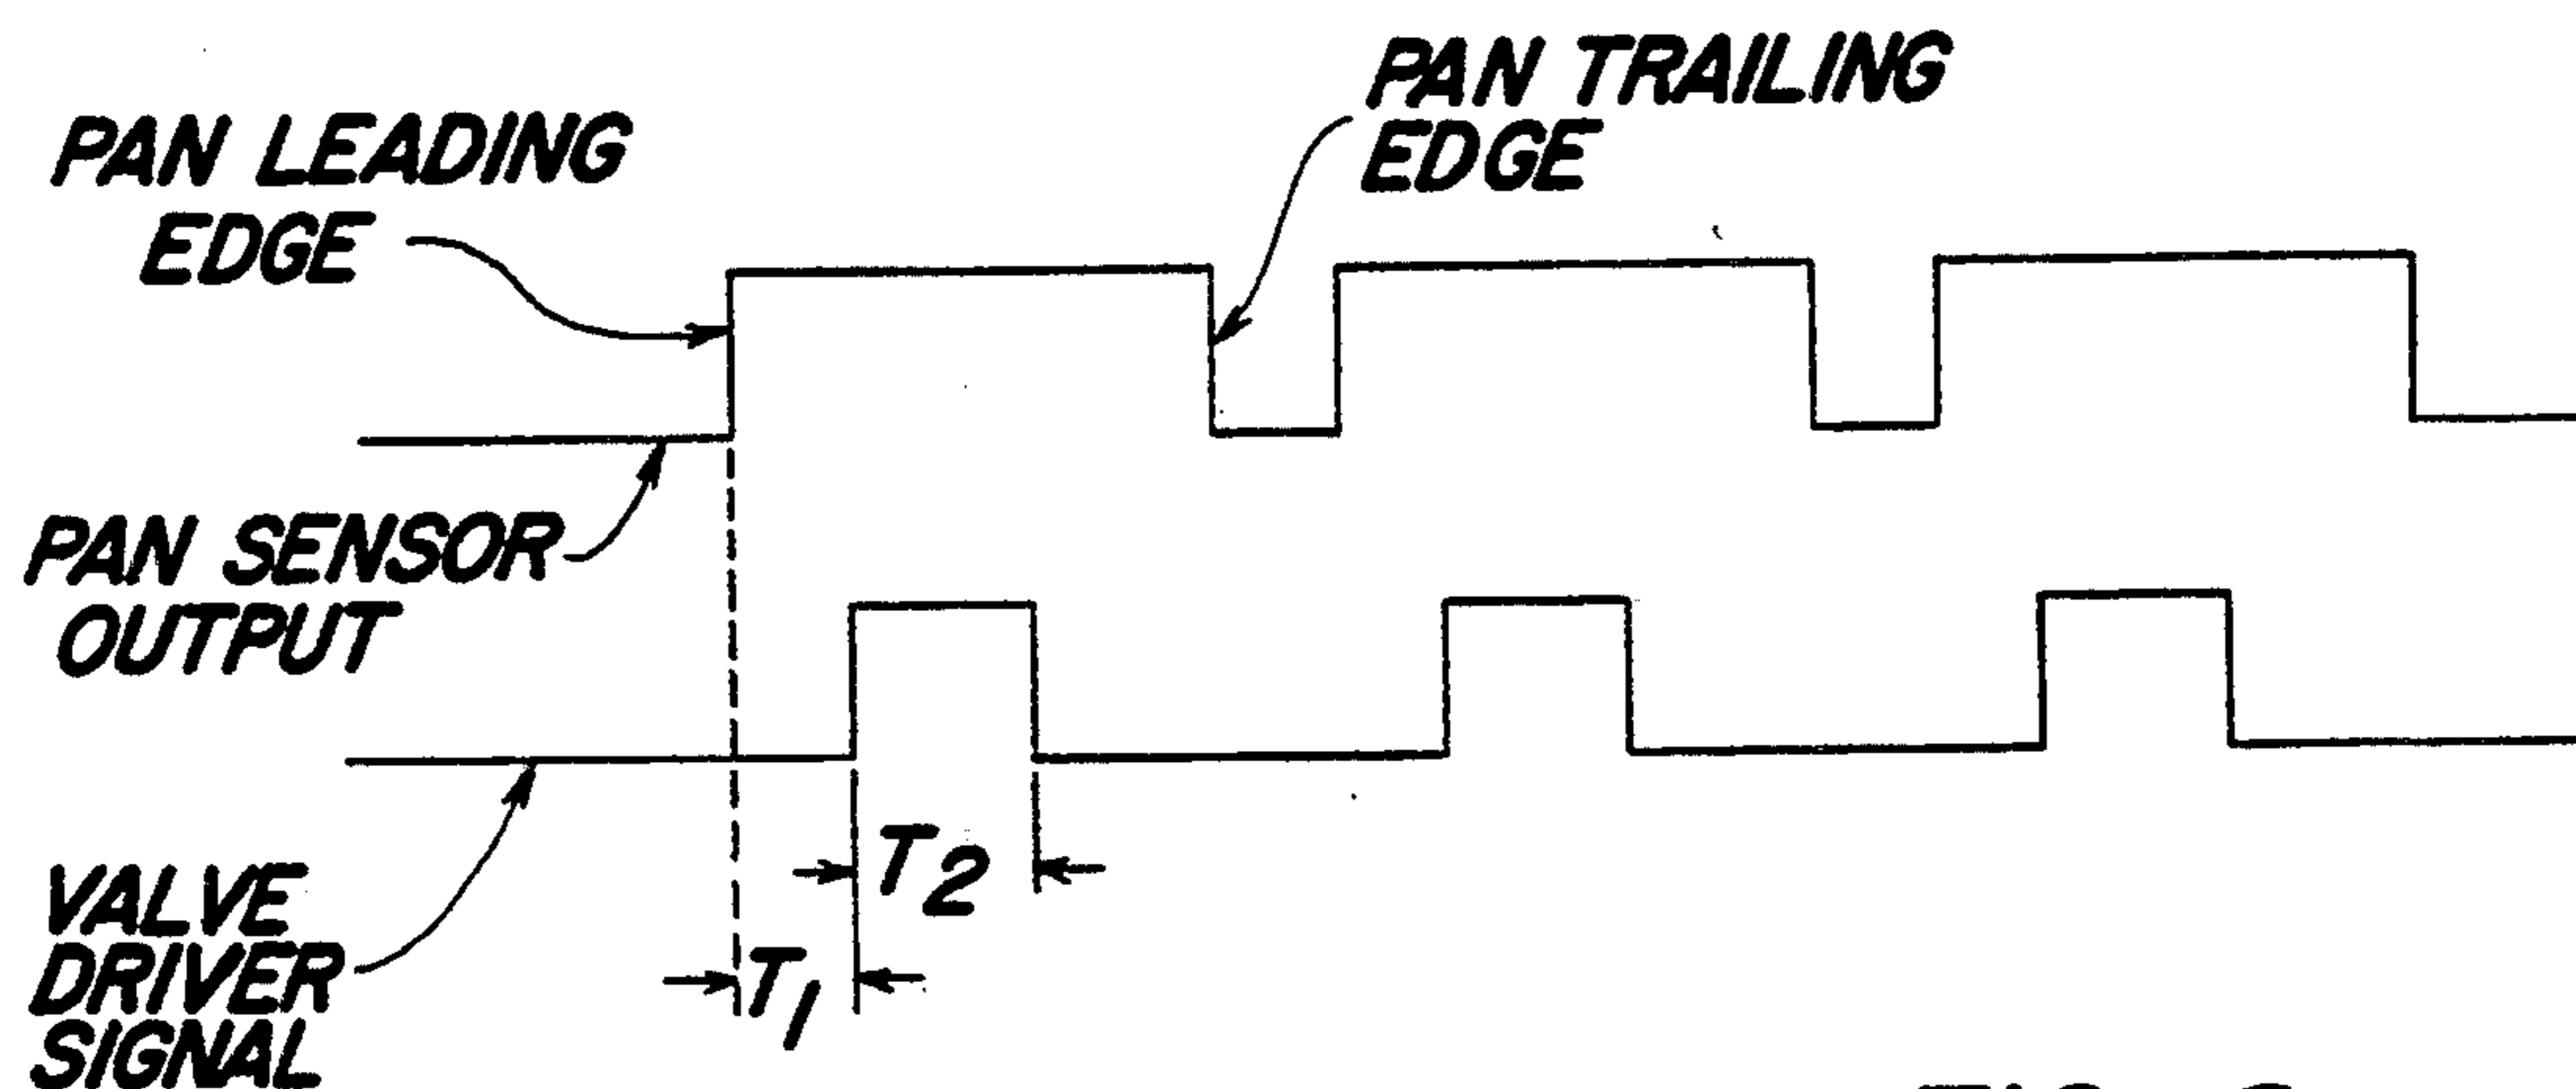 PAN LEADING
EDGE
PAN TRAILING
EDGE
PAN SENSOR
OUTPUT
VALVE
DRIVER
SIGNAL
T2
T1